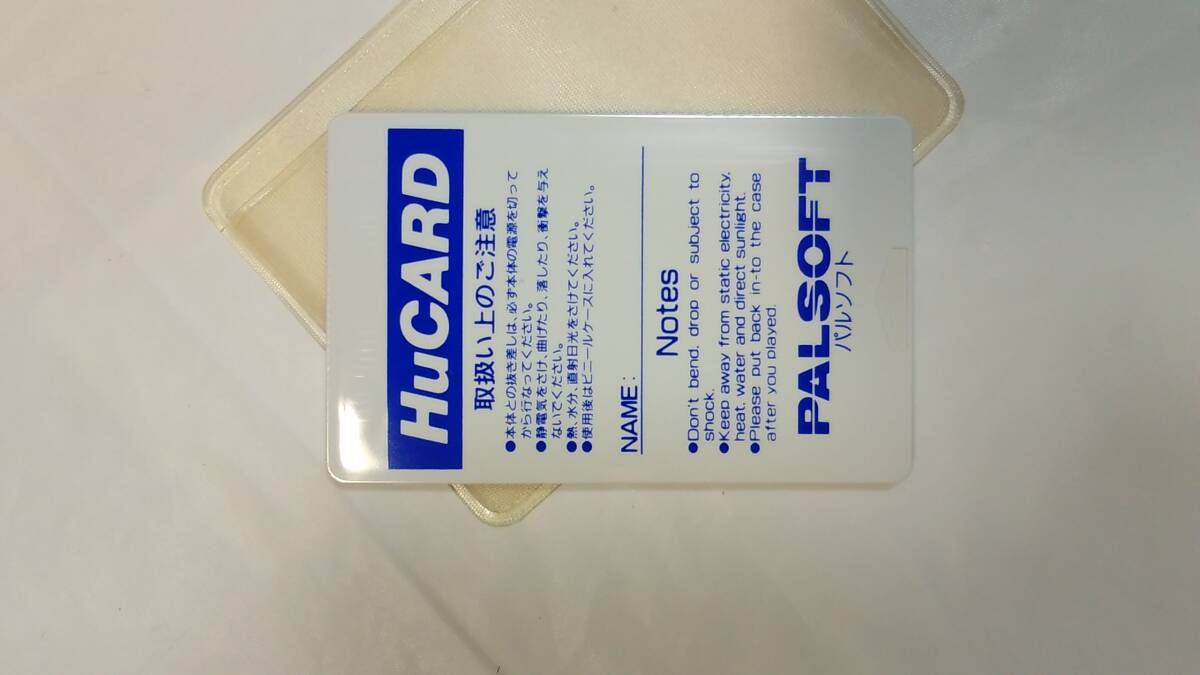 HuCARD
取扱い上のご注意
●本体との抜き差しは、必ず本体の電源を切って
から行なってください。
●静電気をさけ、曲げたり、落したり、衝撃を与え
ないでください。
●熱、水分、直射日光をさけてください。
●使用後はビニールケースに入れてください。
NAME:
Notes
●Don't bend, drop or subject to
shock.
●Keep away from static electricity,
heat, water and direct sunlight.
●Please put back in-to the case
after you played.
PALSOFT
パルソフト